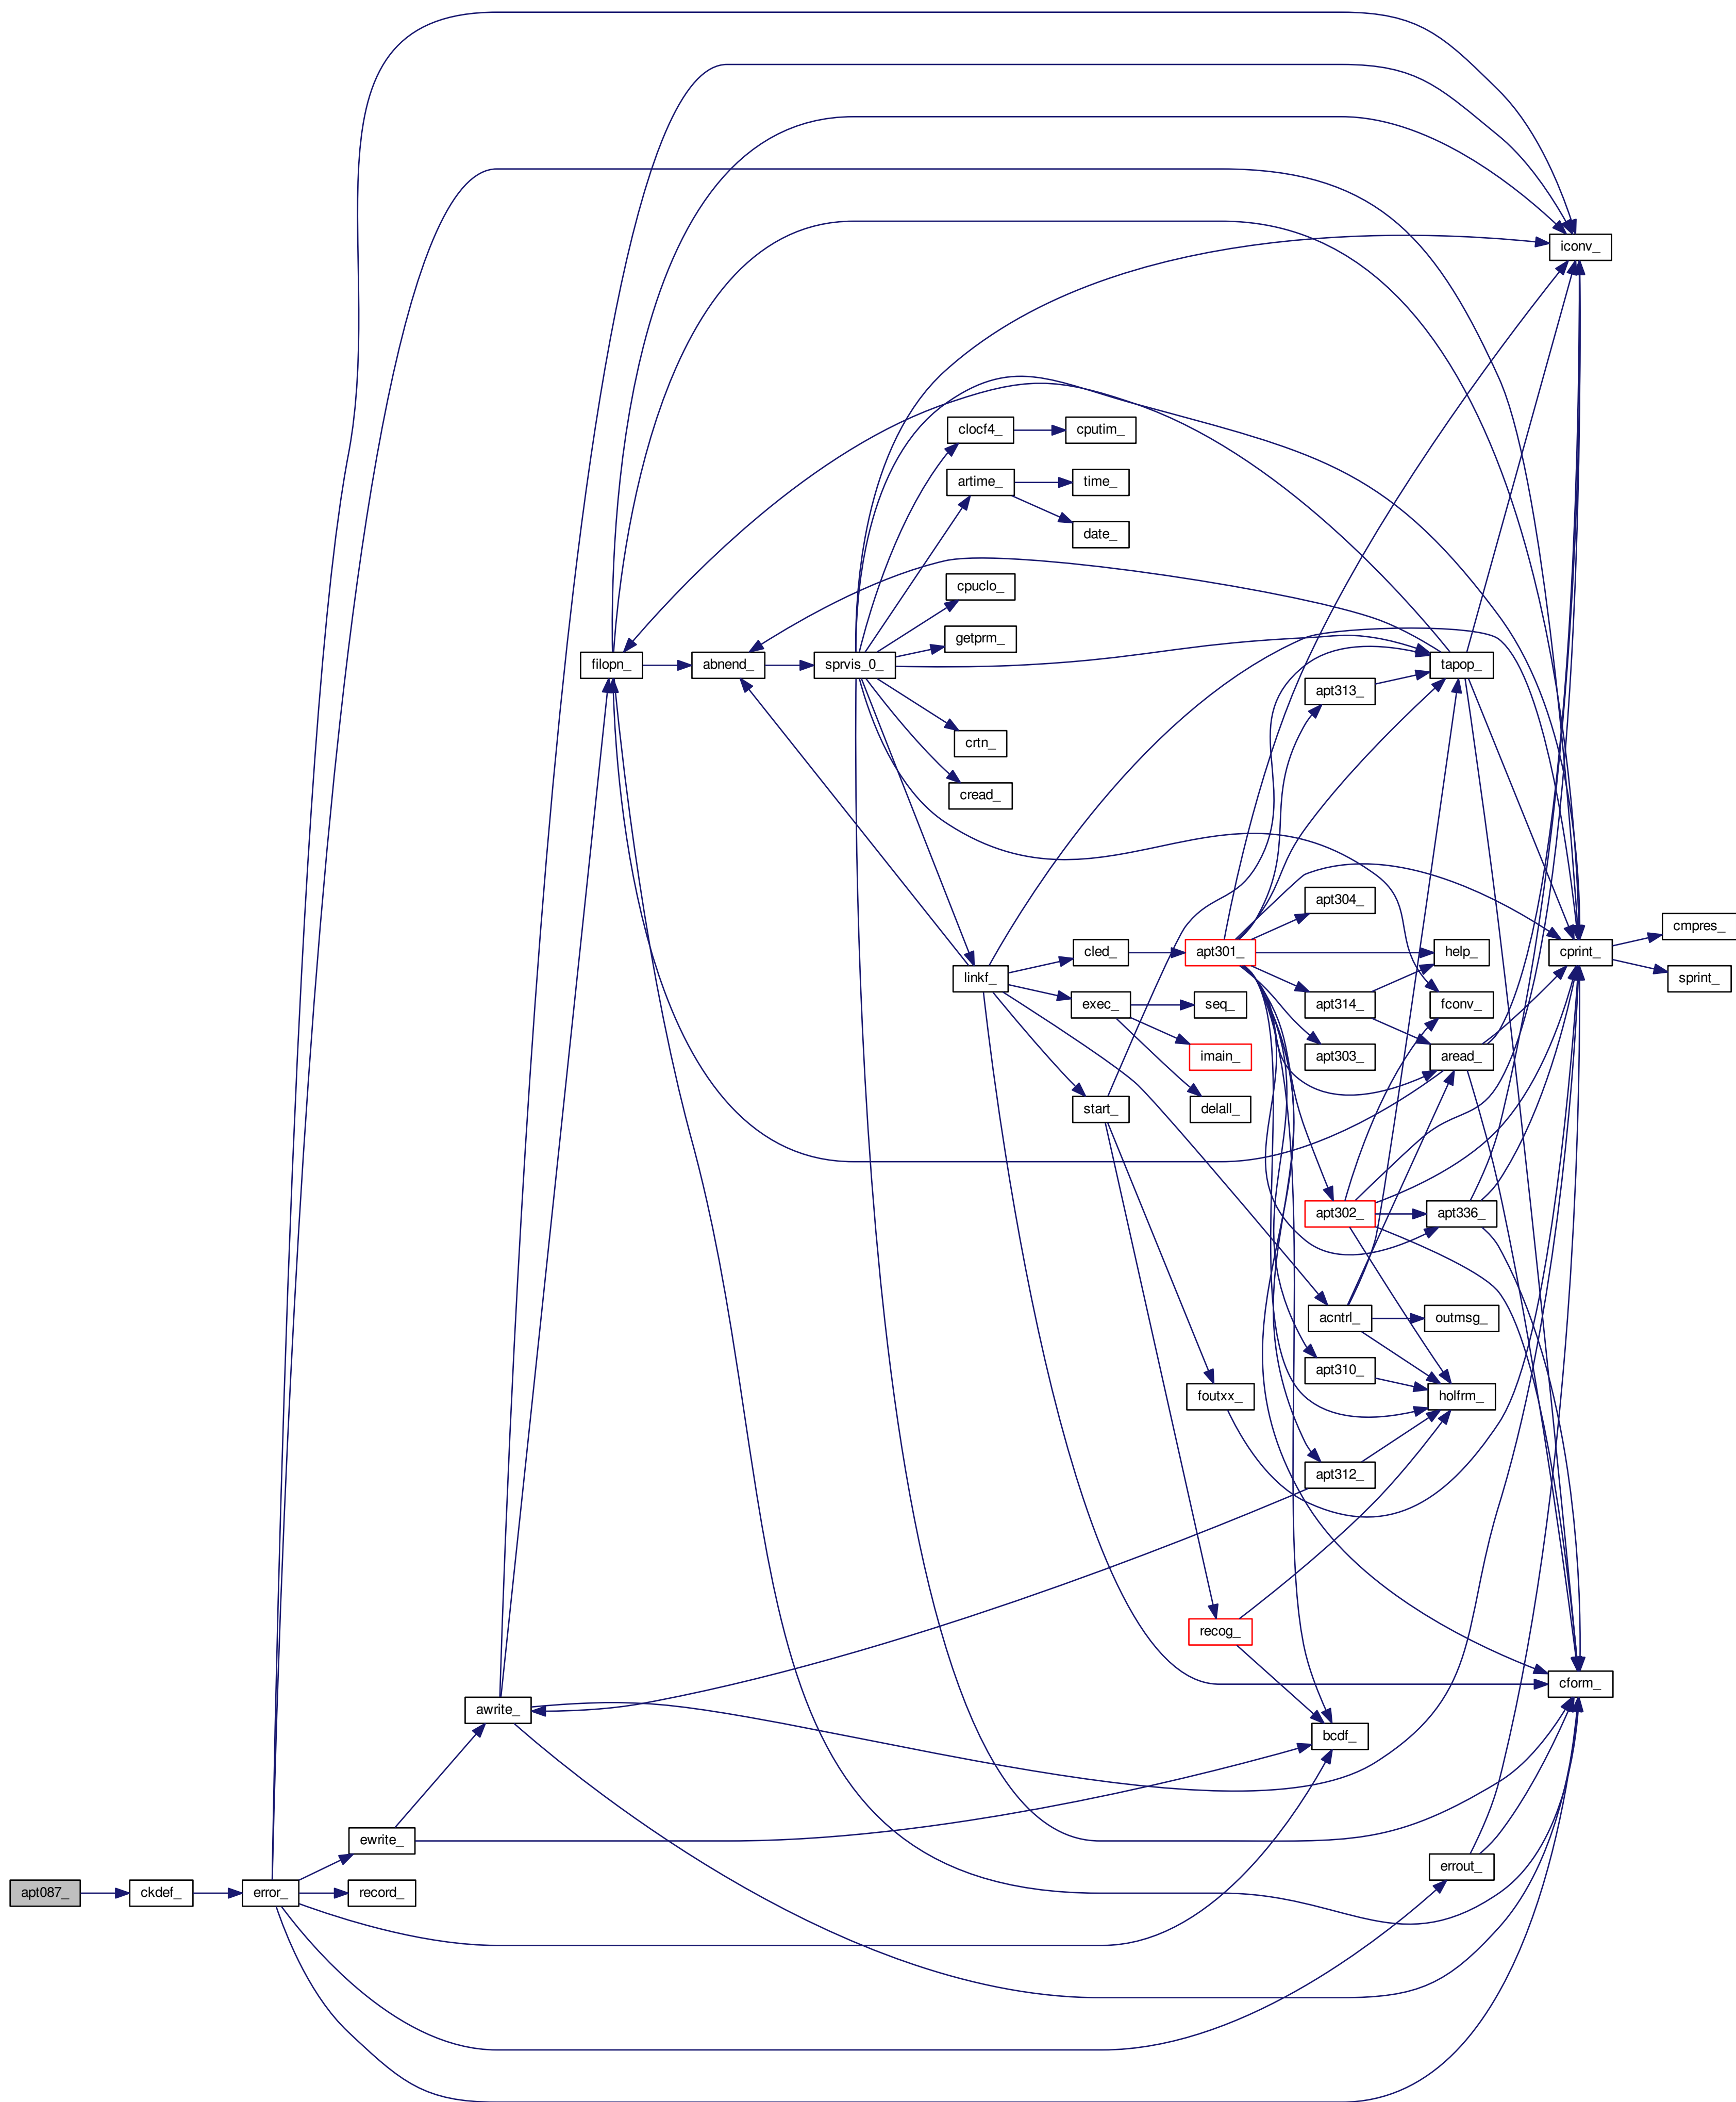 iconv_
clocf4_
cputim_
artime_
time_
date_
cpuclo_
getprm_
filopn_
abnend_
sprvis_0_
tapop_
apt313_
crtn_
cread_
apt304_
cmpres_
linkf_
cled_
apt301_
help_
cprint_
sprint_
exec_
seq_
apt314_
fconv_
imain_
apt303_
aread_
start_
delall_
apt302_
apt336_
acntrl_
outmsg_
apt310_
foutxx_
holfrm_
apt312_
recog_
cform_
awrite_
bcdf_
ewrite_
errout_
apt087_
ckdef_
error_
record_